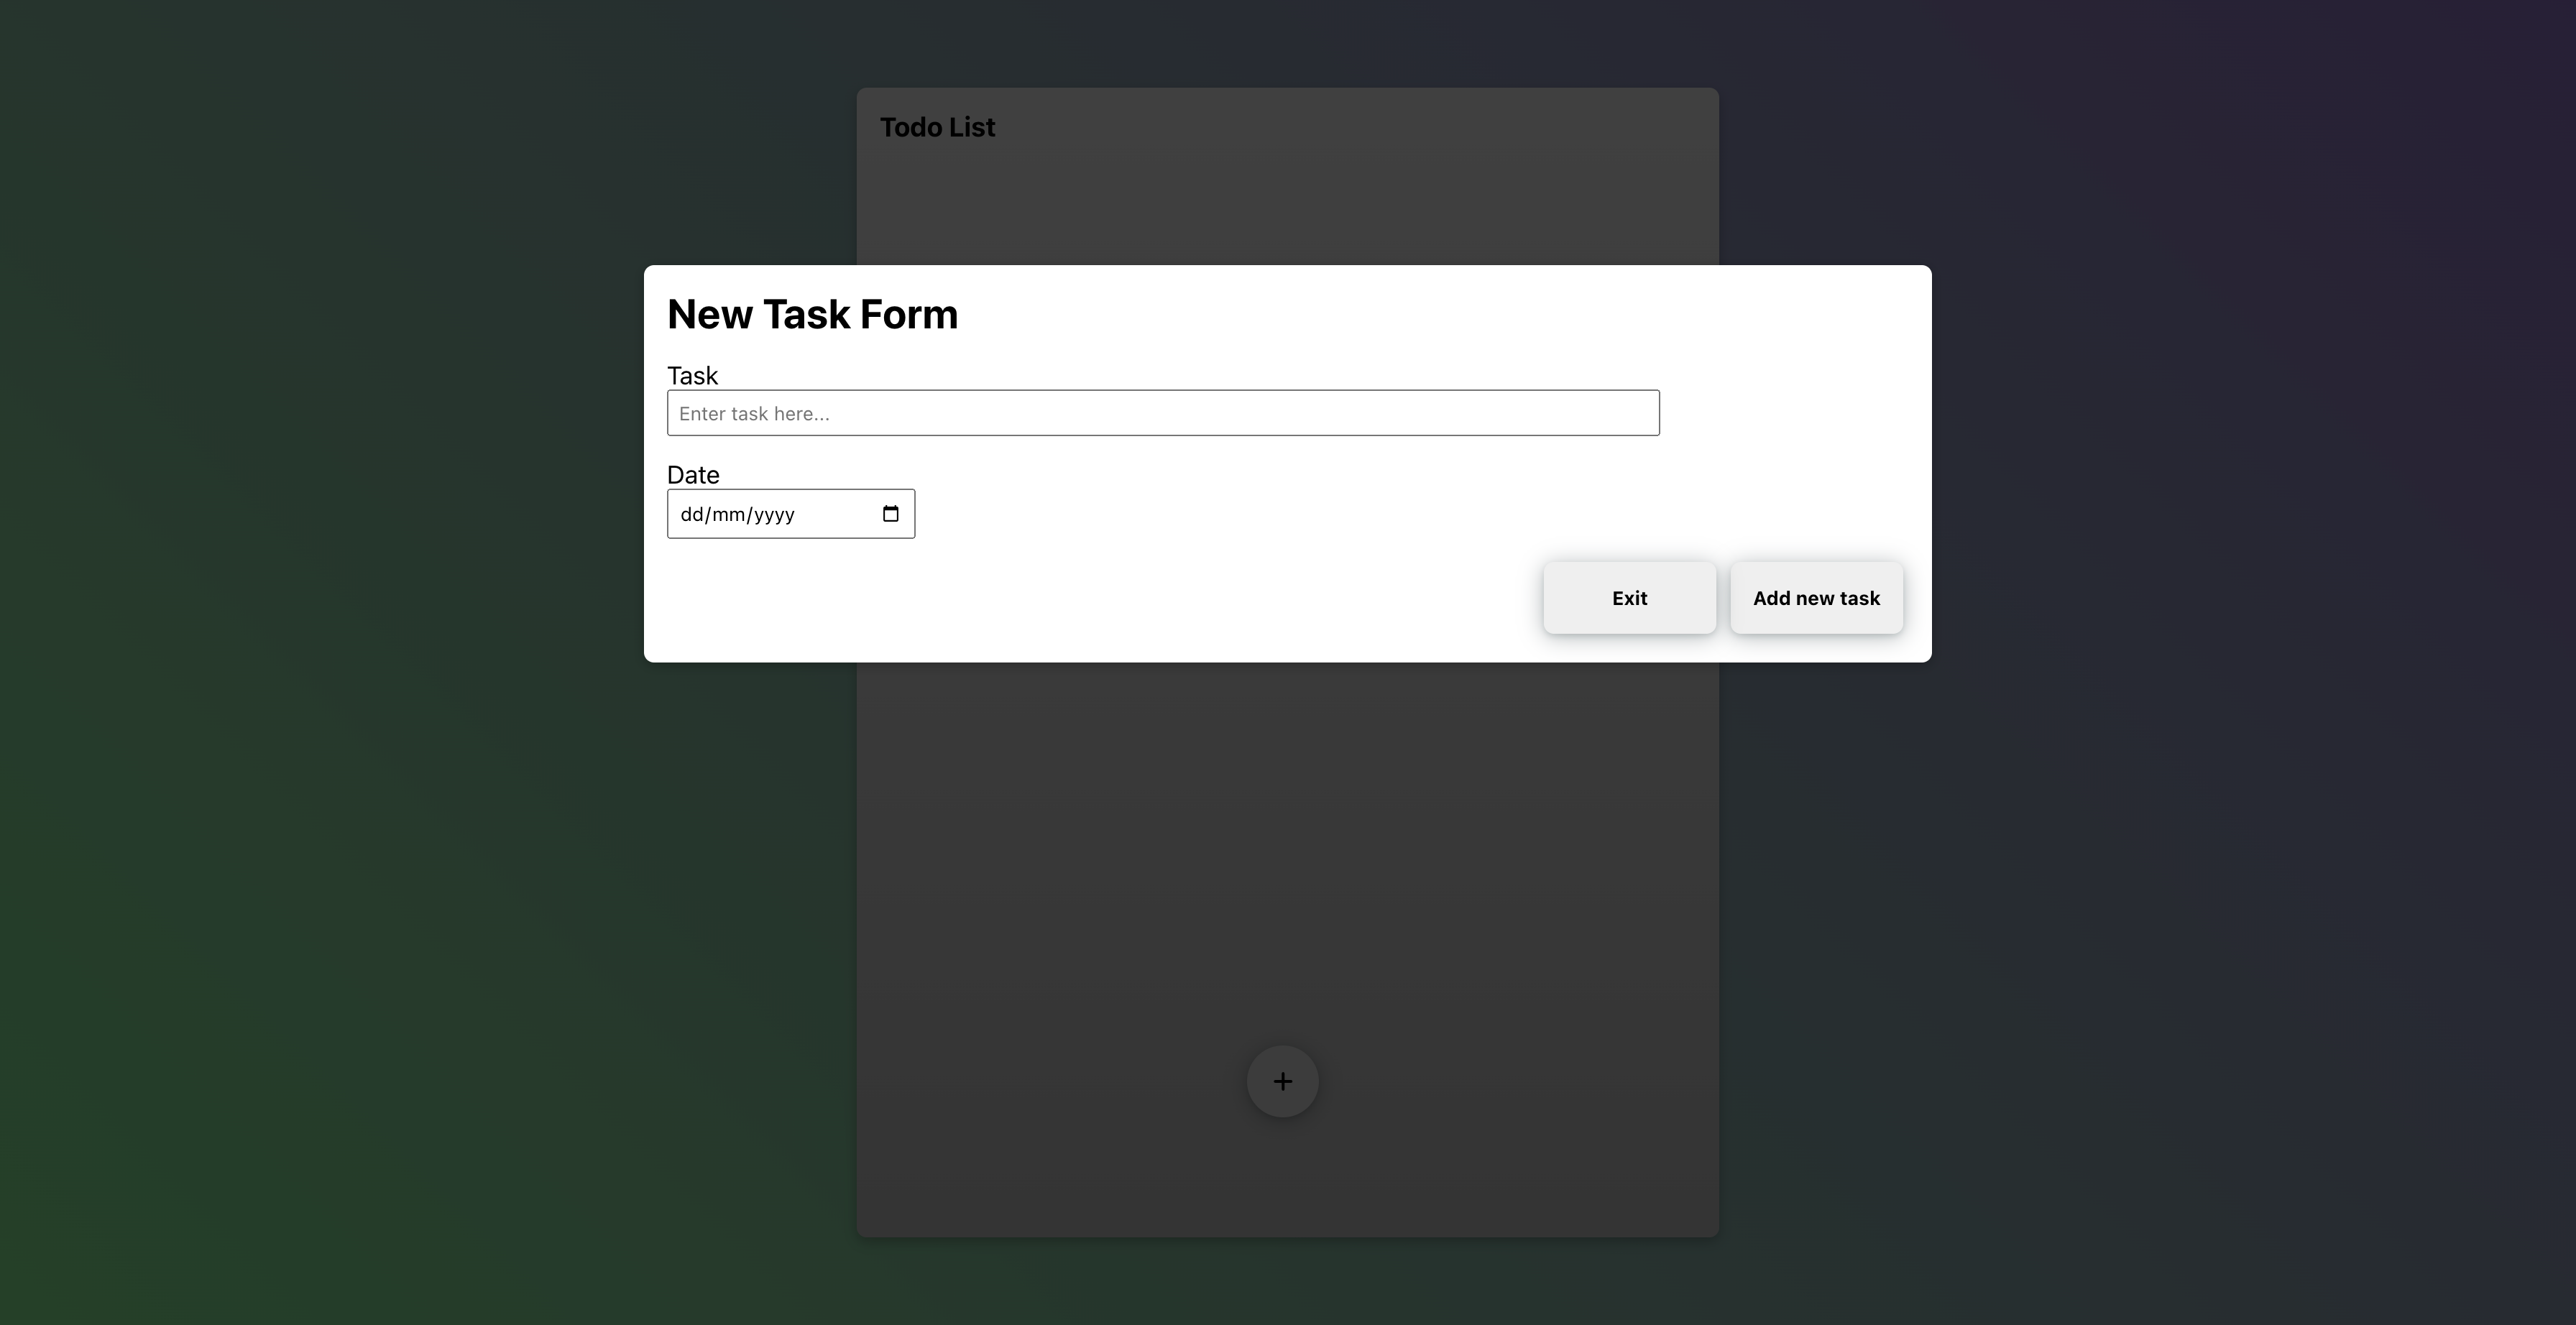 Todo List
New Task Form
Task
Enter task here...
Date
dd/mm/yyyy
Exit
Add new task
+